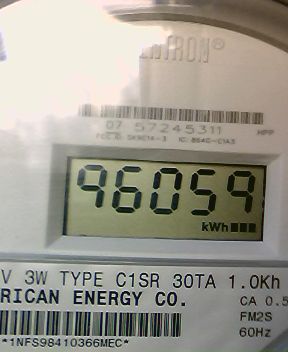 07 57245311
HPP
96059
kWh
V 3W TYPE C1SR 30TA 1.0Kh
RICAN ENERGY CO.
CA 0.5
FM2S
60Hz
*1NFS98410366MEC*